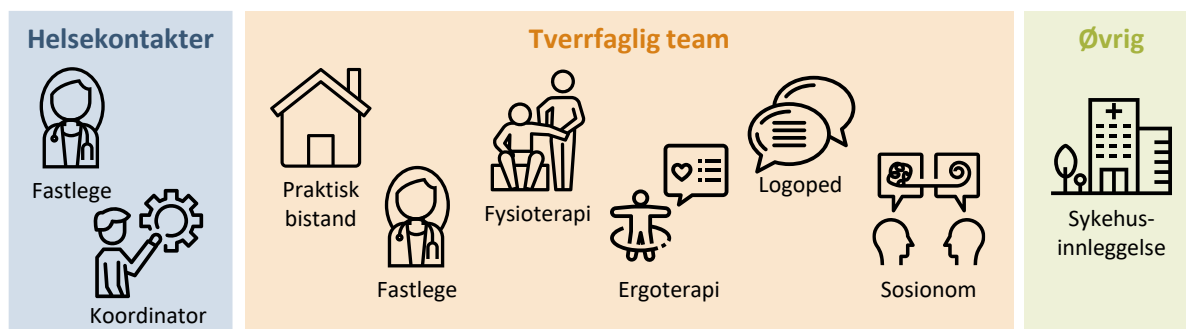 Helsekontakter
Fastlege
Koordinator
Tverrfaglig team
Praktisk
bistand
Fastlege
Fysioterapi
Ergoterapi
Logoped
Sosionom
Øvrig
Sykehus-
innleggelse